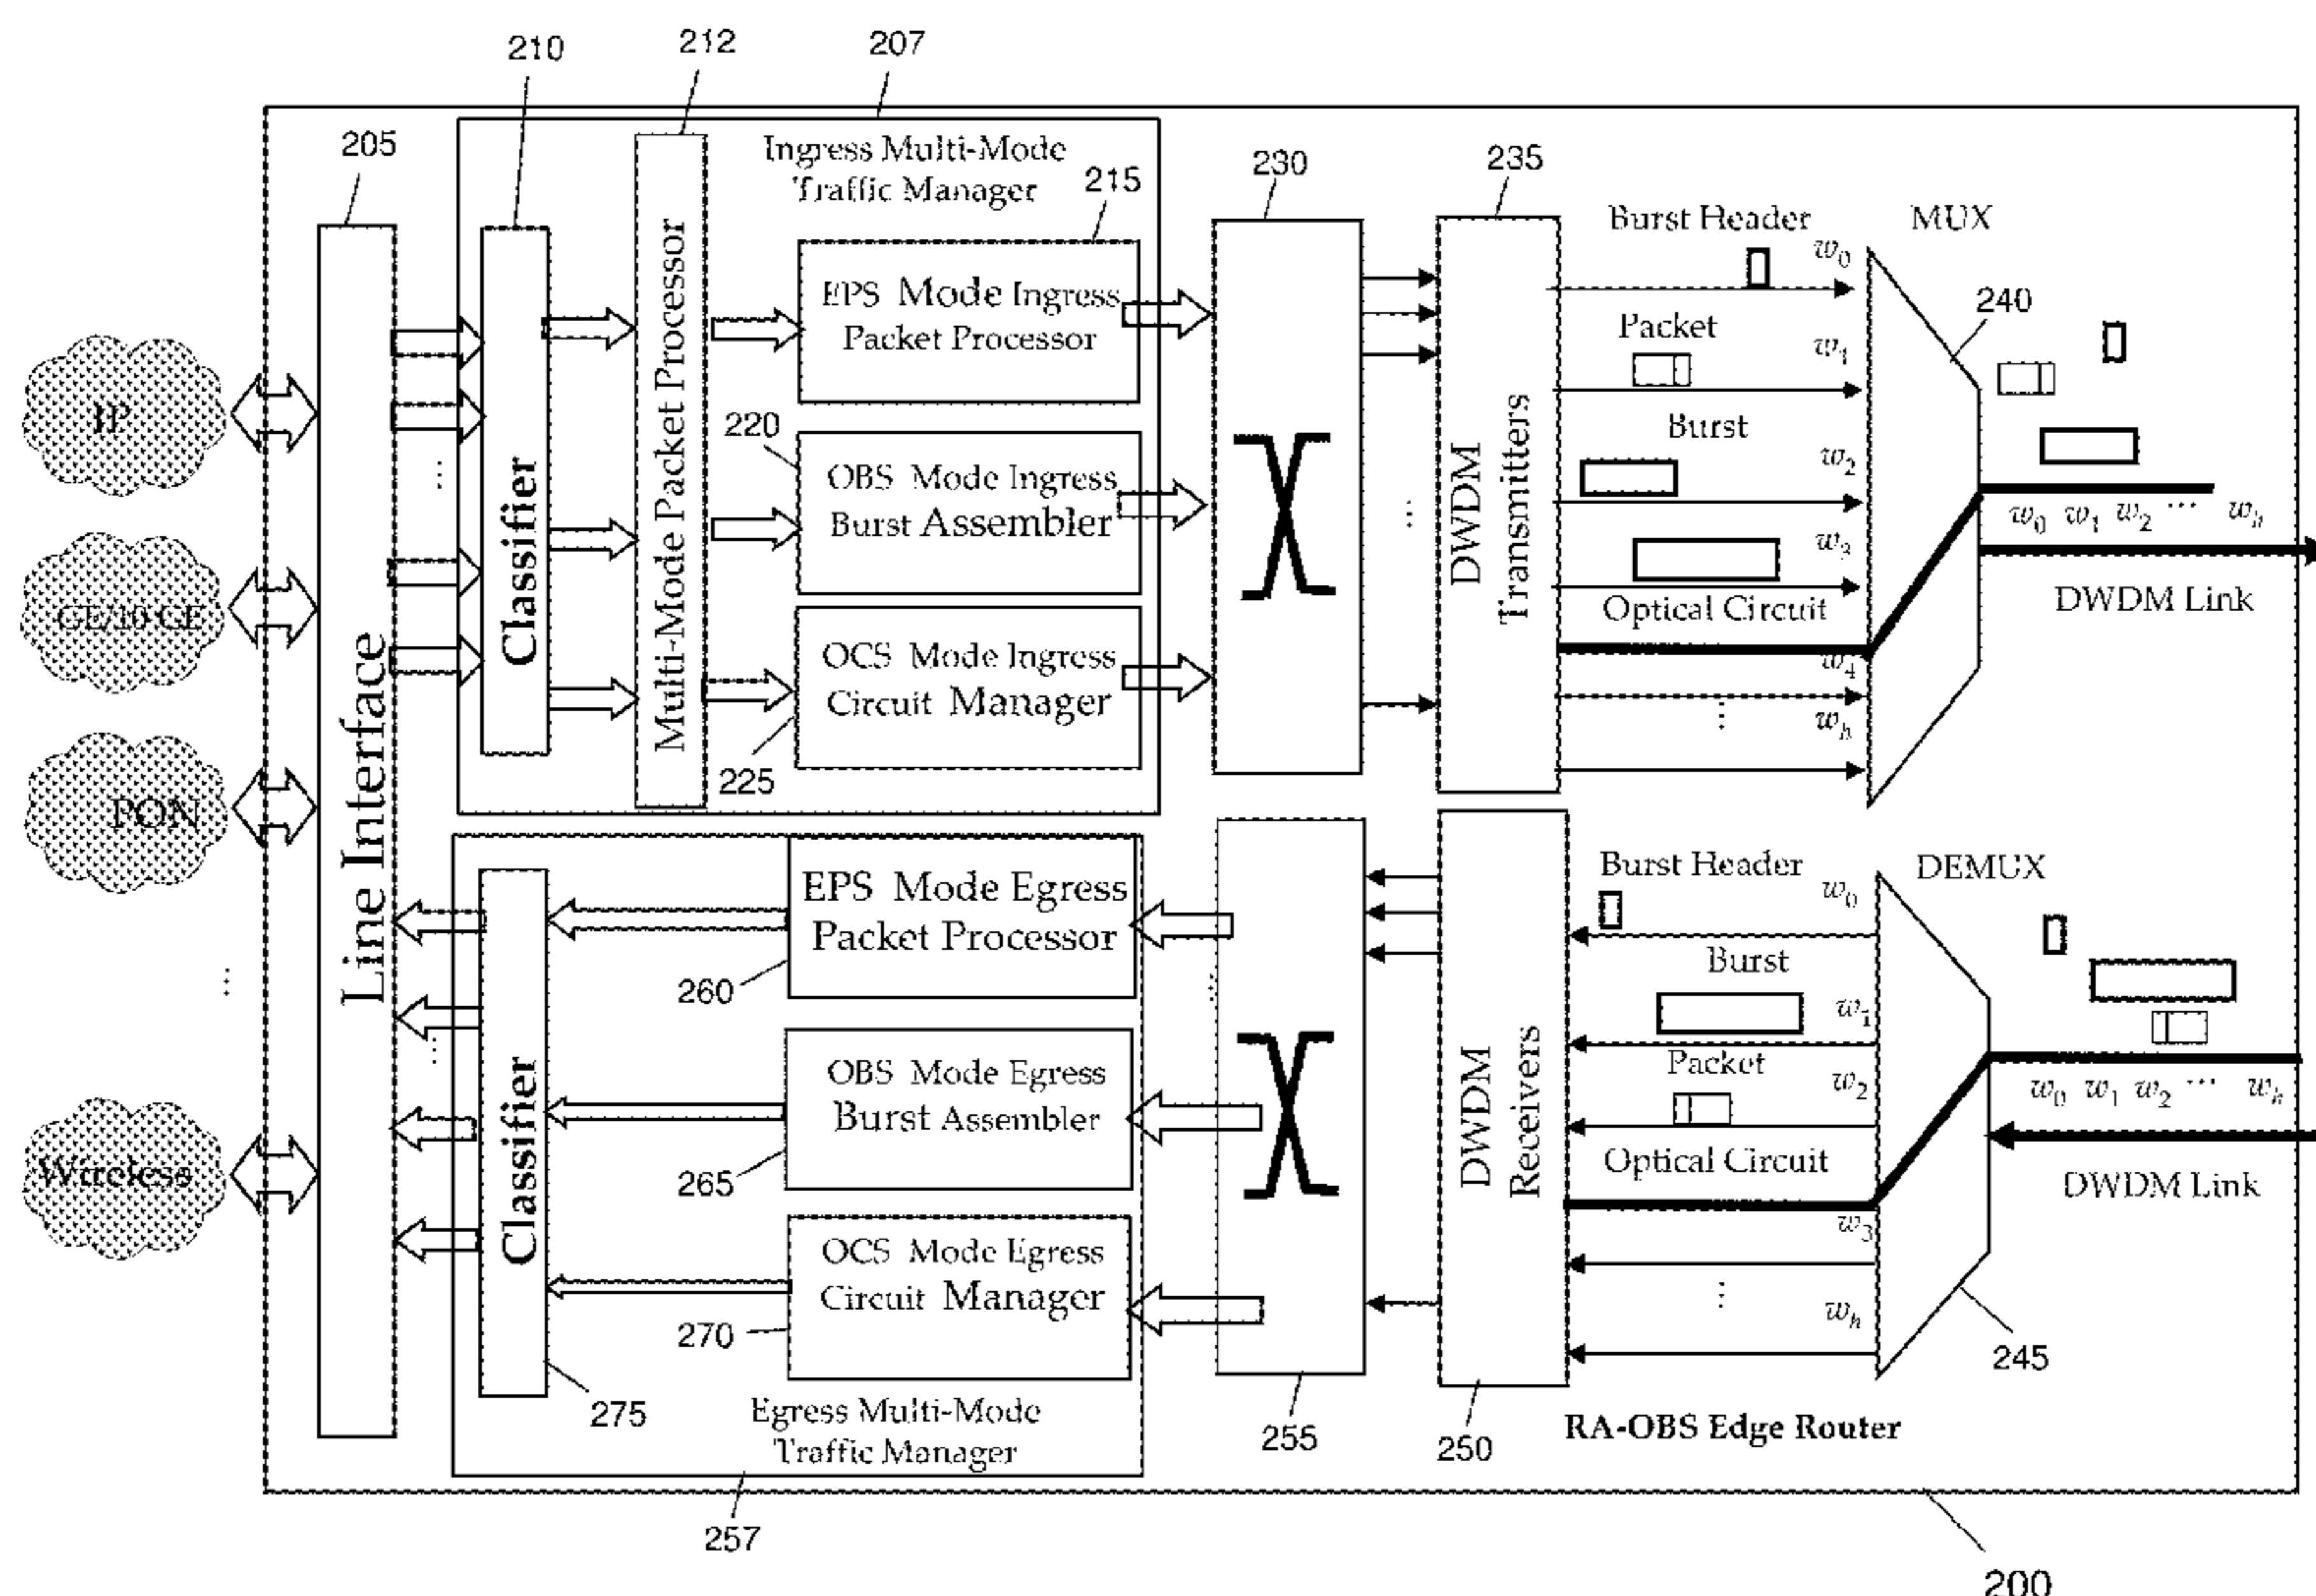 210
212
207
205
Ingress Multi-Mode
Traffic Manager
215
230
235
Burst Header
w0
MUX
240
EPS Mode Ingress
Packet Processor
Packet
w1
IP
220
Burst
w2
OBS Mode Ingress
Burst Assembler
Classifier
Multi-Mode Packet Processor
DWDM
Transmitters
w0 w1 w2 ... wh
w3
GE/10 GE
Optical Circuit
DWDM Link
OCS Mode Ingress
Circuit Manager
w4
225
wh
Line Interface
PON
EPS Mode Egress
Packet Processor
260
Burst Header
w0
DEMUX
Burst
w1
Packet
w2
OBS Mode Egress
Burst Assembler
265
Classifier
DWDM
Receivers
w0 w1 w2 ... wh
Wireless
Optical Circuit
DWDM Link
w3
OCS Mode Egress
Circuit Manager
270
wh
245
275
Egress Multi-Mode
Traffic Manager
255
250
RA-OBS Edge Router
257
200